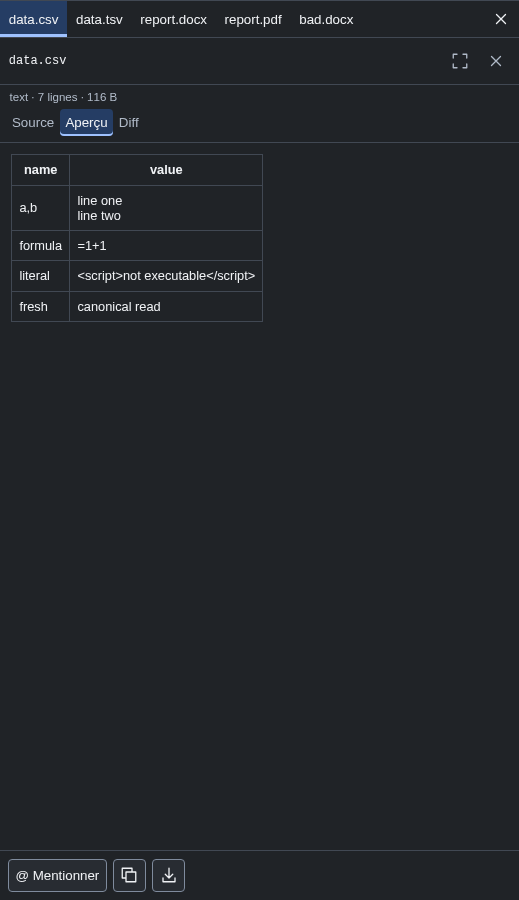 data.csv data.tsv report.docx report.pdf bad.docx
data.csv
text · 7 lignes · 116 B
Source Aperçu Diff
name value
a,b line one
line two
formula =1+1
literal <script>not executable</script>
fresh canonical read
@ Mentionner